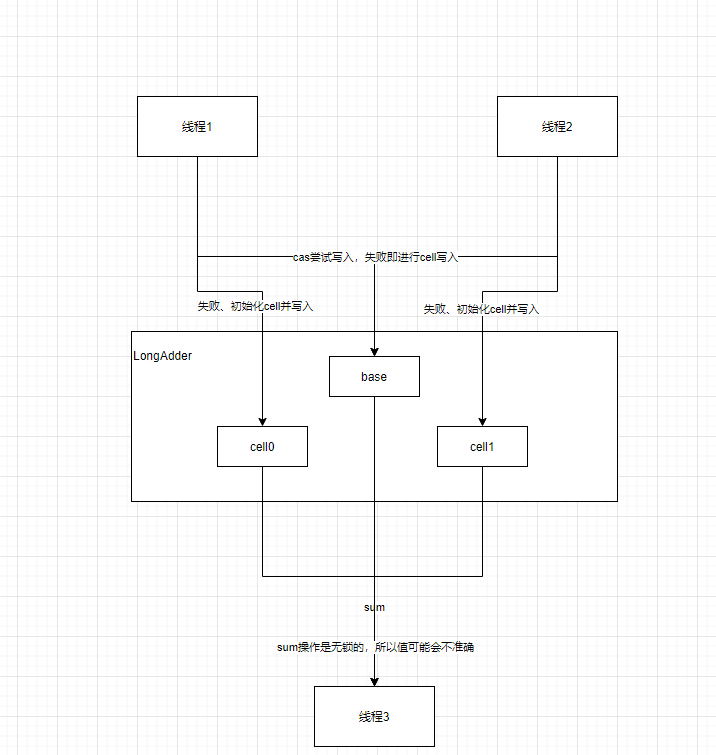 线程1
线程2
cas尝试写入，失败即进行cell写入
失败、初始化cell并写入
失败、初始化cell并写入
LongAdder
base
cell0
cell1
sum
sum操作是无锁的，所以值可能会不准确
线程3